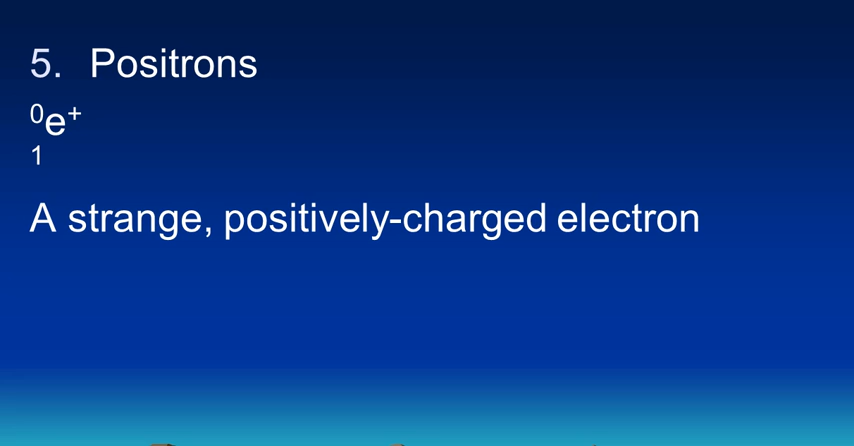 5. Positrons
⁰e⁺
1
A strange, positively-charged electron